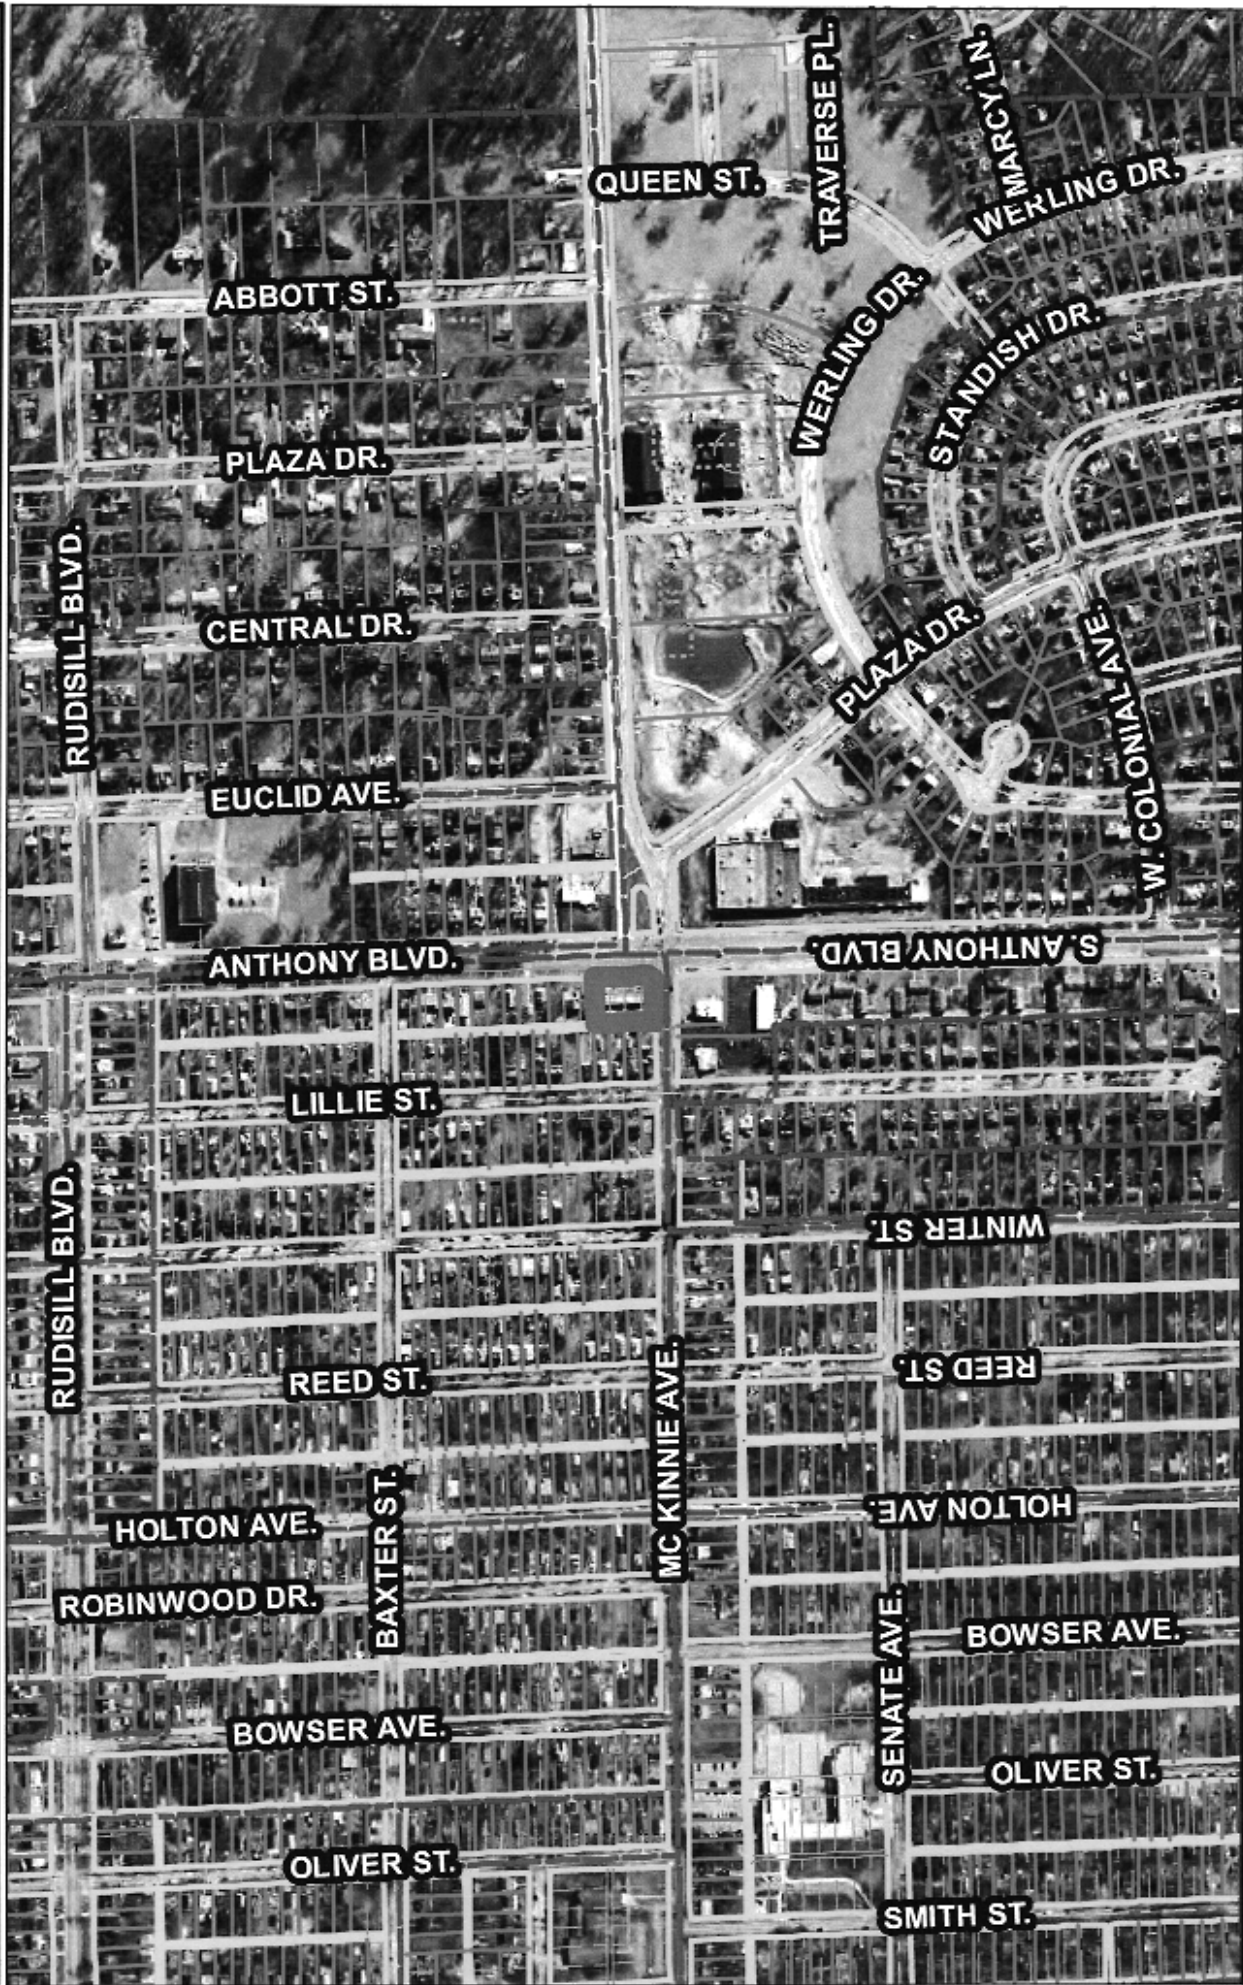 MARCY LN.
TRAVERSE PL.
QUEEN ST.
WERLING DR.
ABBOTT ST.
WERLING DR.
STANDISH DR.
PLAZA DR.
RUDISILL BLVD.
CENTRAL DR.
PLAZA DR.
W. COLONIAL AVE.
EUCLID AVE.
ANTHONY BLVD.
S. ANTHONY BLVD.
LILLIE ST.
RUDISILL BLVD.
WINTER ST.
REED ST.
REED ST.
MC KINNIE AVE.
HOLTON AVE.
HOLTON AVE.
BAXTER ST.
ROBINWOOD DR.
SENATE AVE.
BOWSER AVE.
BOWSER AVE.
OLIVER ST.
OLIVER ST.
SMITH ST.